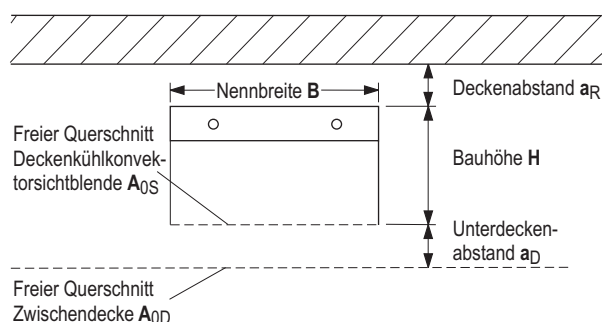 Nennbreite B
Deckenabstand aR
Freier Querschnitt
Deckenkühlkonvek-
torsichtblende A0S
Bauhöhe H
Unterdecken-
abstand aD
Freier Querschnitt
Zwischendecke A0D